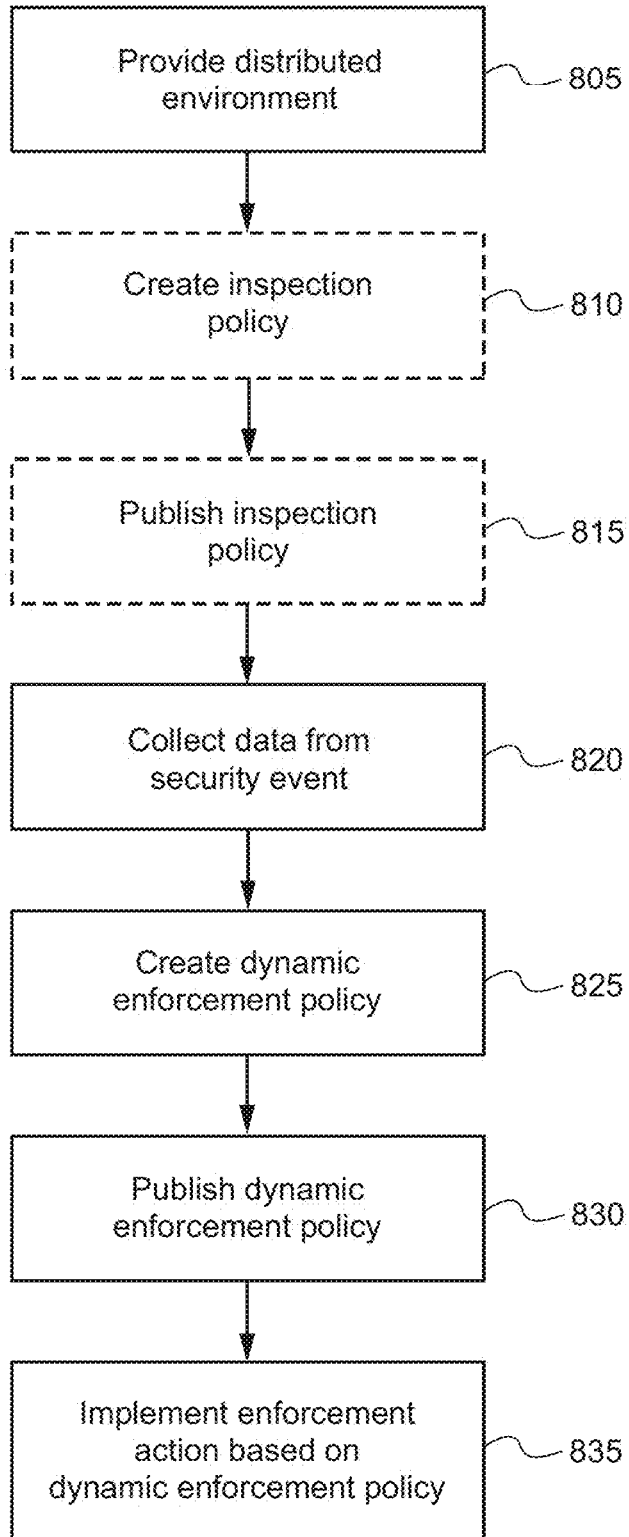 Provide distributed
environment
805
Create inspection
policy
810
Publish inspection
policy
815
Collect data from
security event
820
Create dynamic
enforcement policy
825
Publish dynamic
enforcement policy
830
Implement enforcement
action based on
dynamic enforcement policy
835